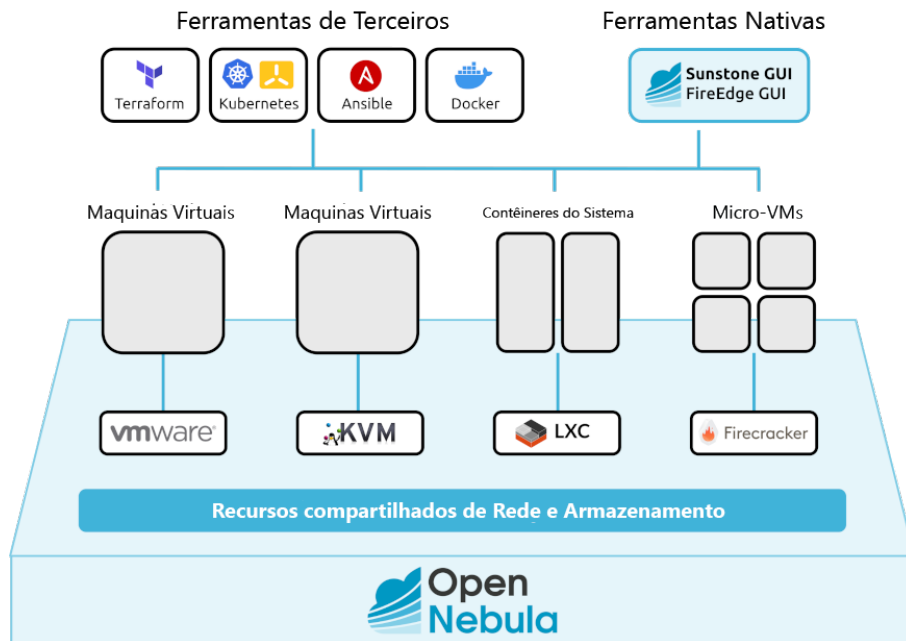 Ferramentas de Terceiros
Ferramentas Nativas
Terraform
Kubernetes
Ansible
Docker
Sunstone GUI
FireEdge GUI
Maquinas Virtuais
Maquinas Virtuais
Contêineres do Sistema
Micro-VMs
vmware®
KVM
LXC
Firecracker
Recursos compartilhados de Rede e Armazenamento
Open
Nebula